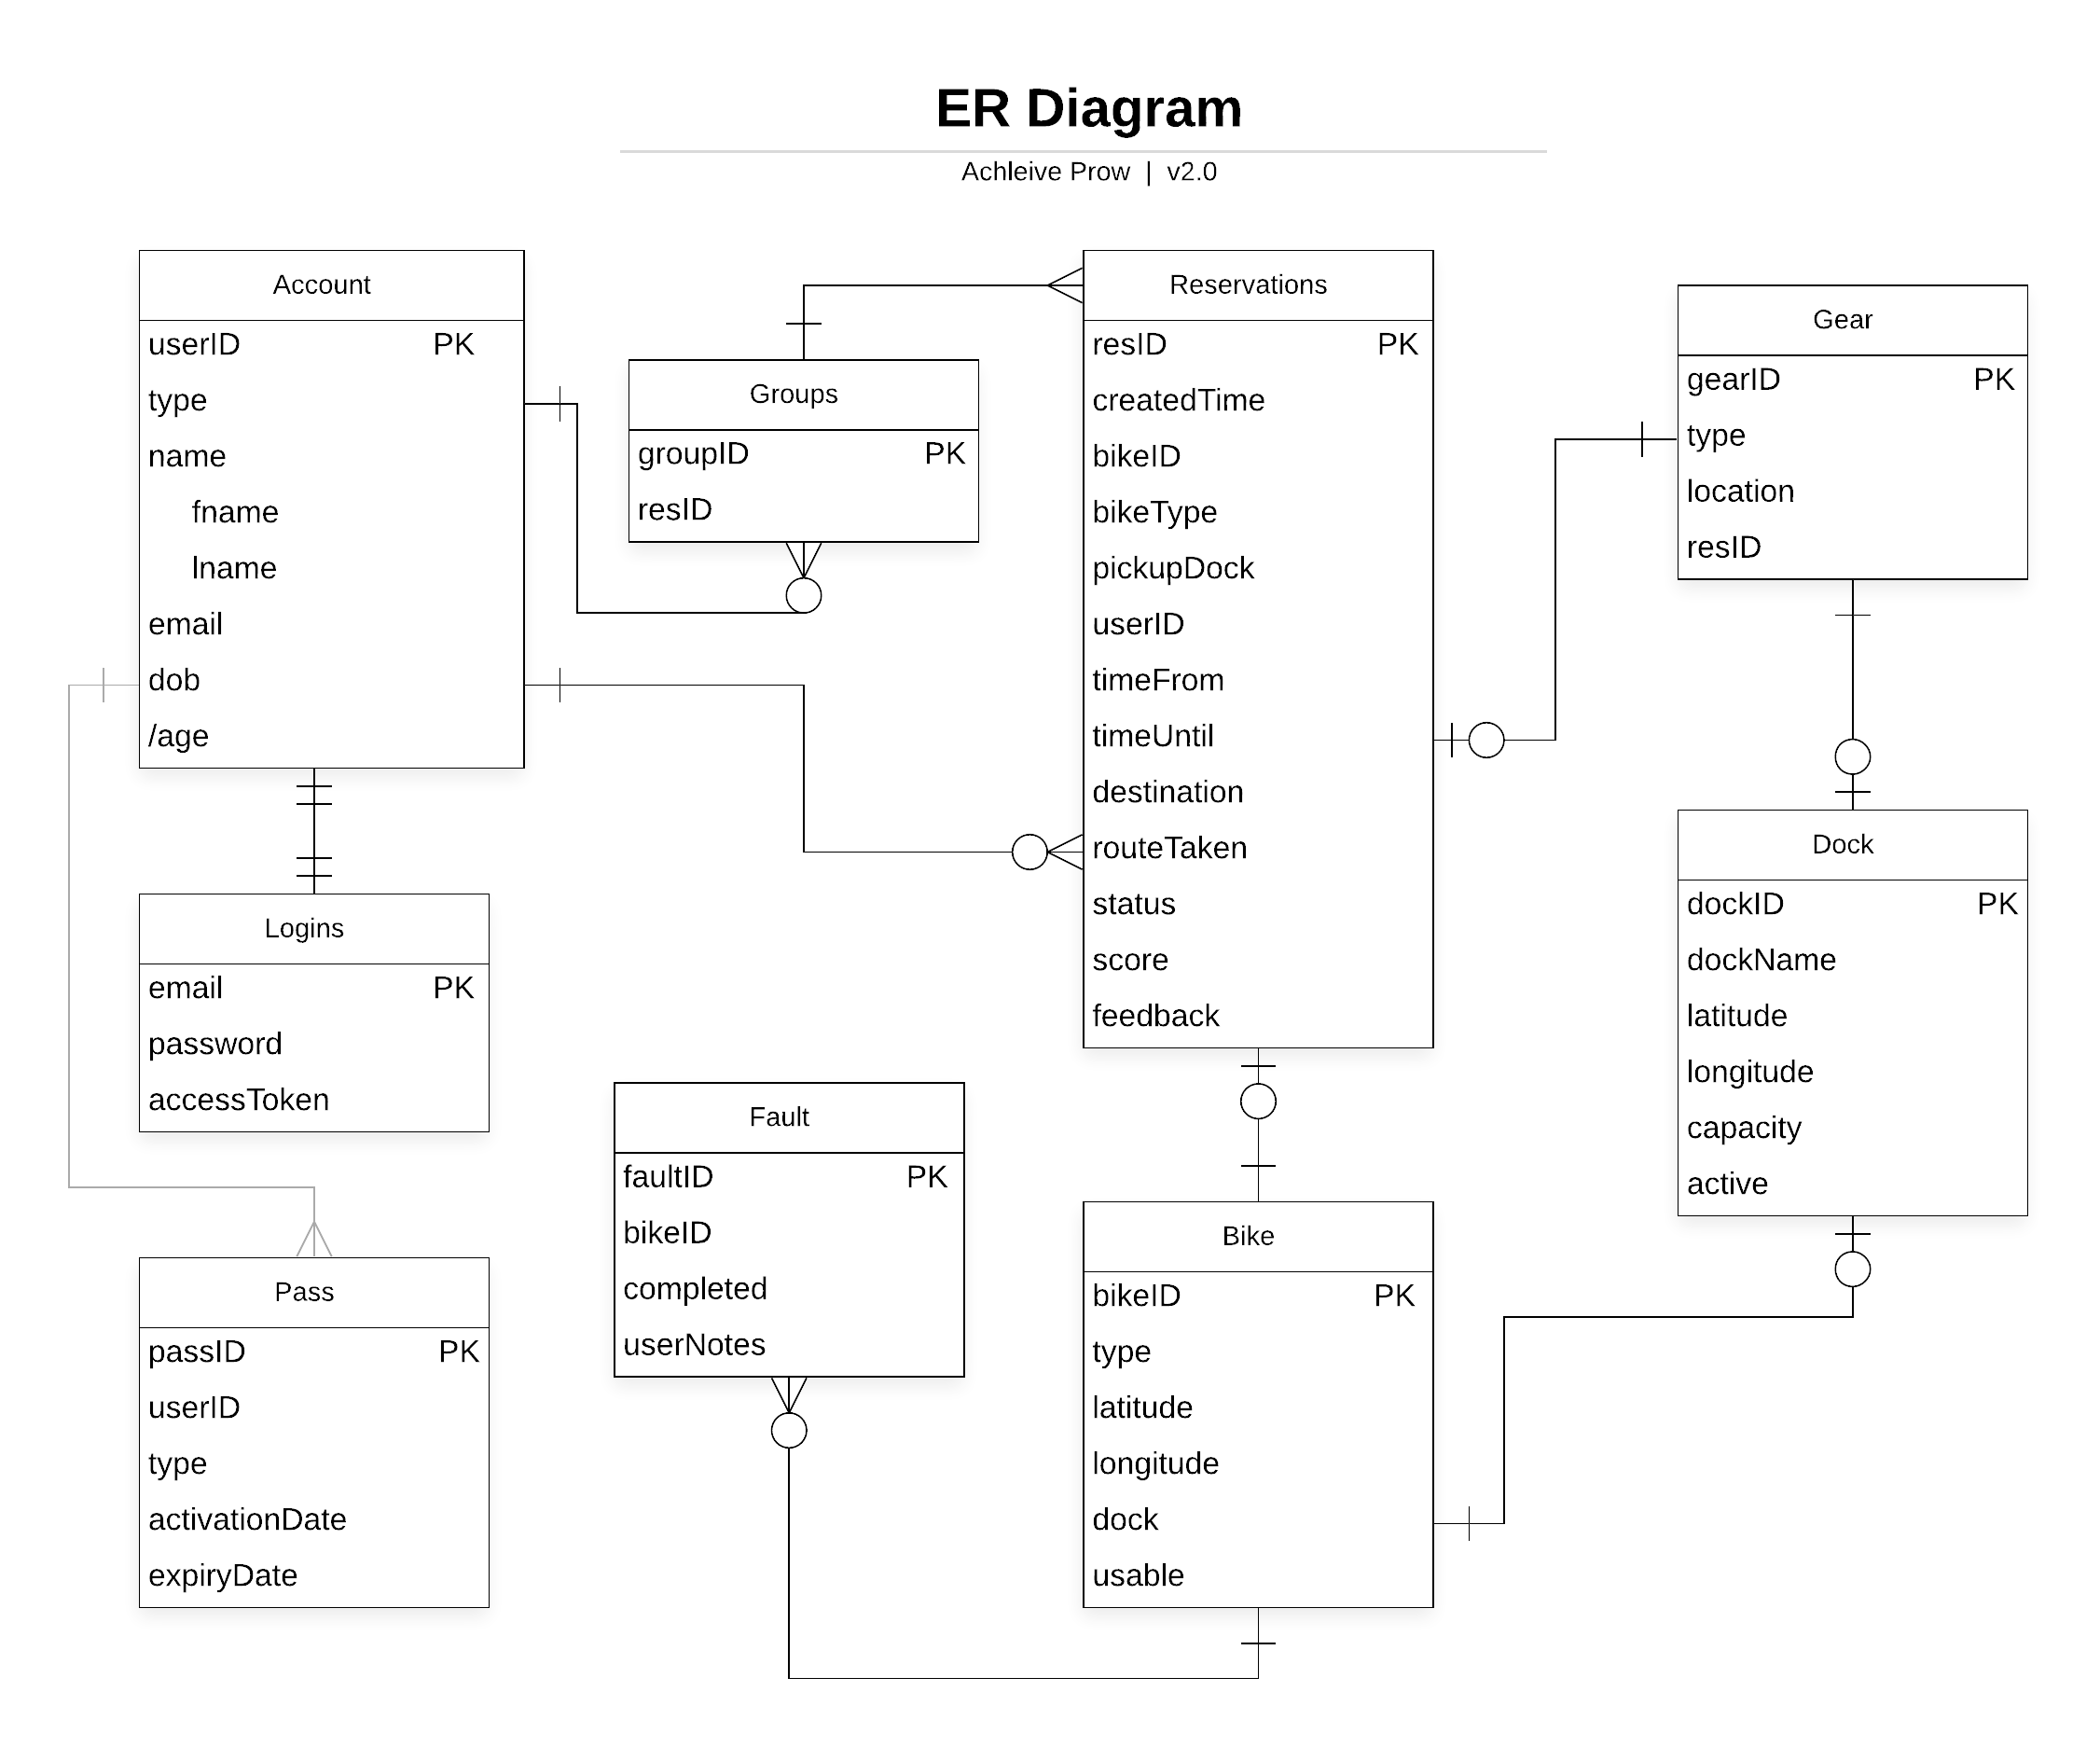 ER Diagram
Achleive Prow | v2.0
Account
userID PK
type
name
fname
lname
email
dob
/age
Groups
groupID PK
resID
Reservations
resID PK
createdTime
bikeID
bikeType
pickupDock
userID
timeFrom
timeUntil
destination
routeTaken
status
score
feedback
Gear
gearID PK
type
location
resID
Dock
dockID PK
dockName
latitude
longitude
capacity
active
Logins
email PK
password
accessToken
Fault
faultID PK
bikeID
completed
userNotes
Bike
bikeID PK
type
latitude
longitude
dock
usable
Pass
passID PK
userID
type
activationDate
expiryDate